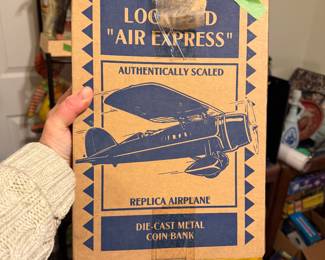 "AIR EXPRESS"
AUTHENTICALLY SCALED
REPLICA AIRPLANE
DIE-CAST METAL
COIN BANK